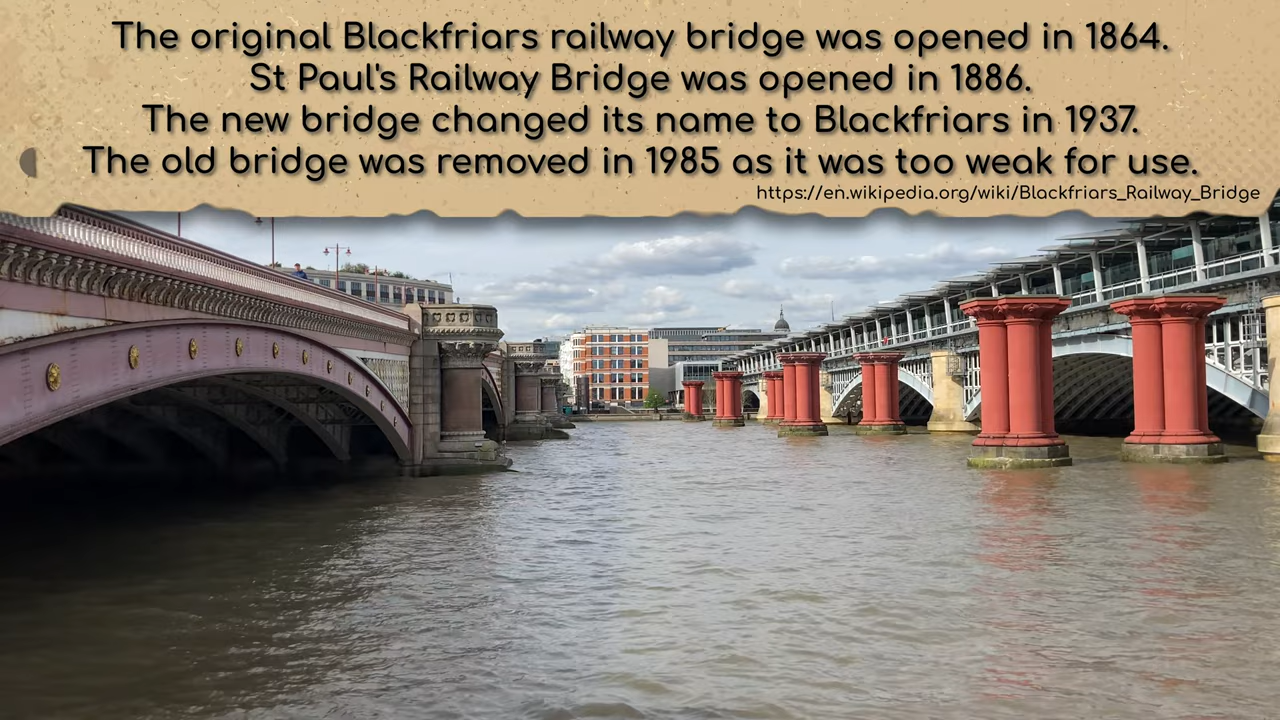 The original Blackfriars railway bridge was opened in 1864.
St Paul's Railway Bridge was opened in 1886.
The new bridge changed its name to Blackfriars in 1937.
The old bridge was removed in 1985 as it was too weak for use.
https://en.wikipedia.org/wiki/Blackfriars_Railway_Bridge